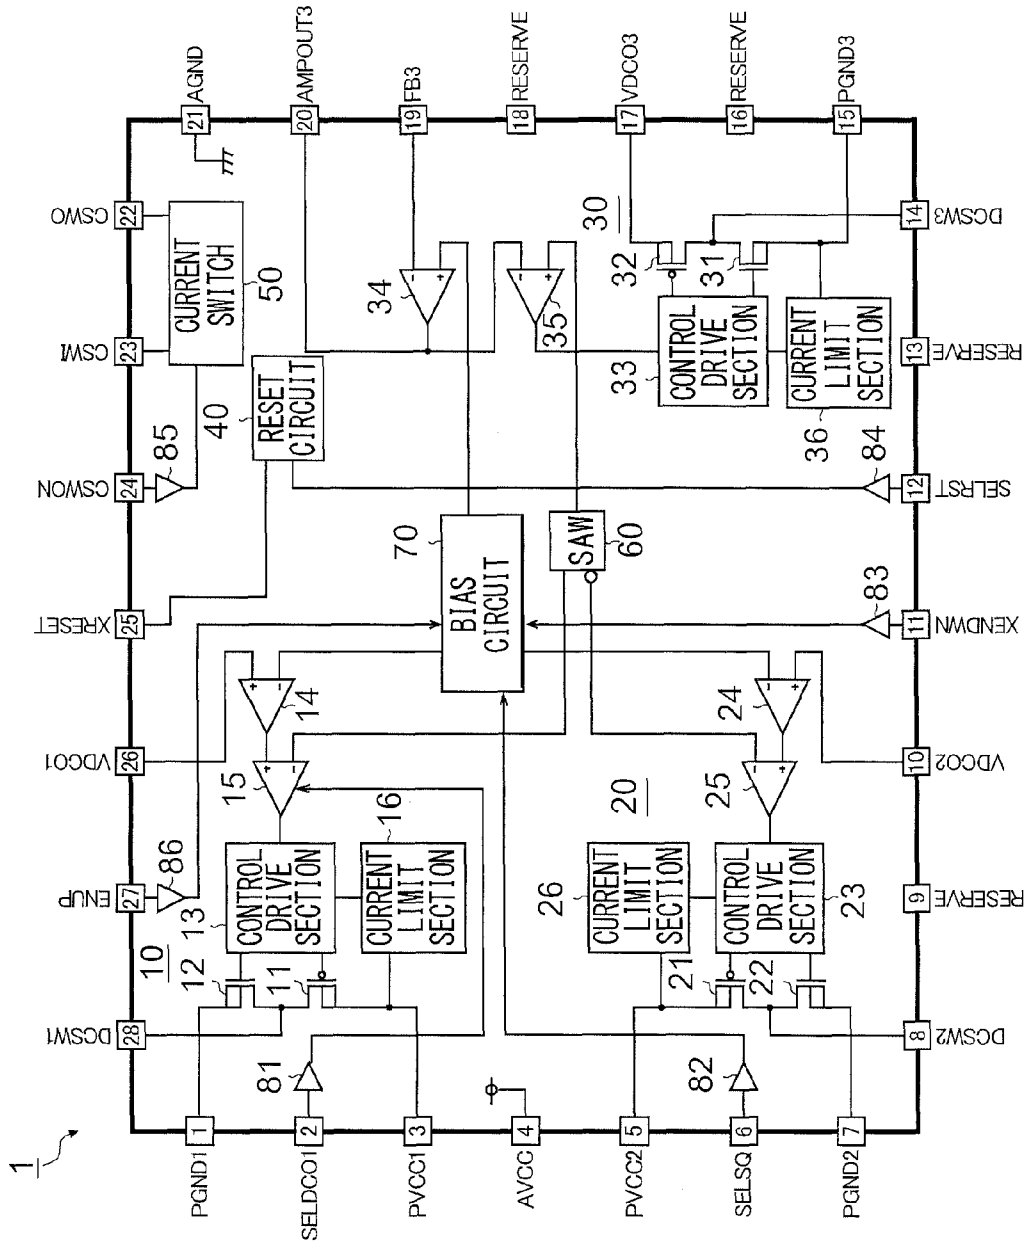 1
PGND1
1
SELDCO1
2
PVCC1
3
AVCC
4
PVCC2
5
SELSQ
6
PGND2
7
DCSW2
8
RESERVE
9
VDCO2
10
XENDWN
11
SELRST
12
RESERVE
13
DCSW3
14
PGND3
15
RESERVE
16
VDCO3
17
RESERVE
18
FB3
19
AMPOUT3
20
AGND
21
CSWO
22
CSWI
23
CSWON
24
XRESET
25
VDCO1
26
ENUP
27
DCSW1
28
10
11
12
13
CONTROL
DRIVE
SECTION
14
+
−
15
+
−
16
CURRENT
LIMIT
SECTION
20
21
22
23
CONTROL
DRIVE
SECTION
24
−
+
25
−
+
26
CURRENT
LIMIT
SECTION
30
31
32
33
CONTROL
DRIVE
SECTION
34
−
+
35
−
+
36
CURRENT
LIMIT
SECTION
40
RESET
CIRCUIT
50
CURRENT
SWITCH
60
SAW
70
BIAS
CIRCUIT
81
82
83
84
85
86